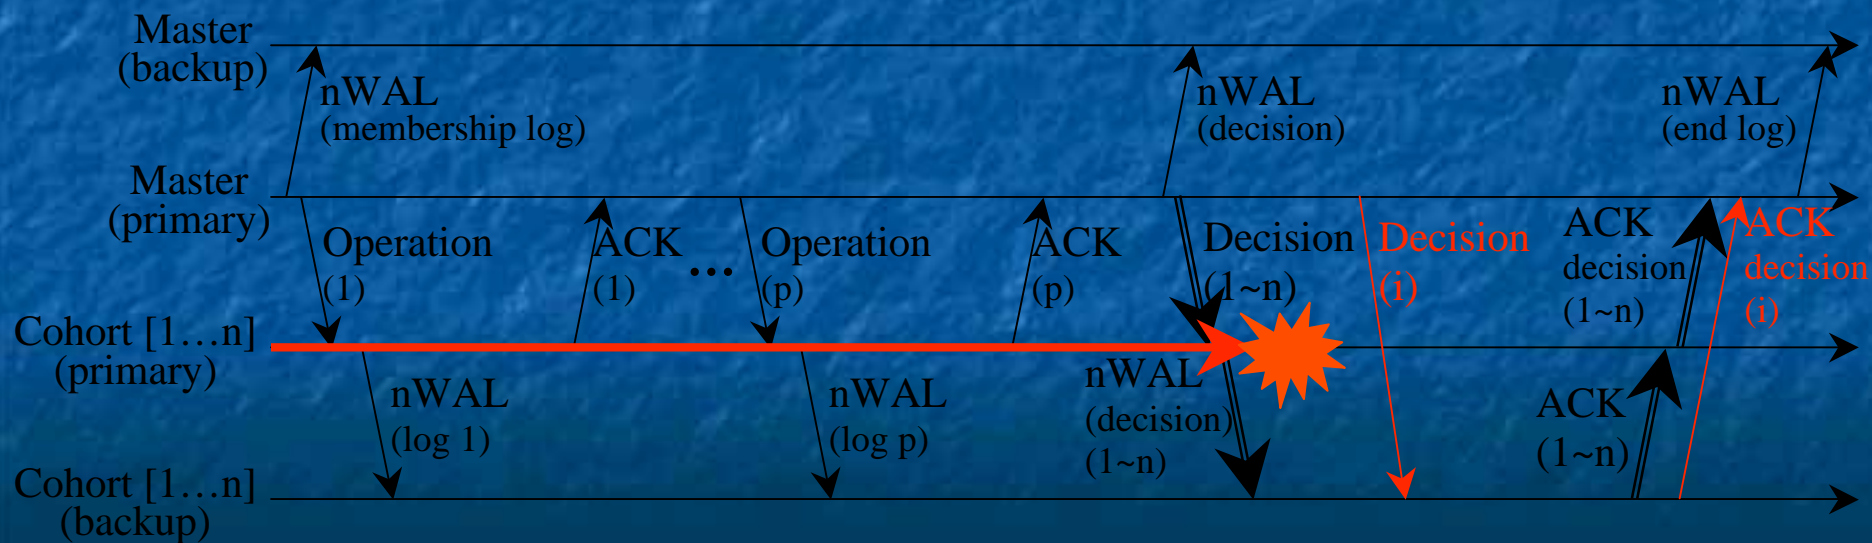 Master
(backup)
nWAL
(membership log)
nWAL
(decision)
nWAL
(end log)
Master
(primary)
Operation
(1)
ACK
(1)
...
Operation
(p)
ACK
(p)
Decision
(1~n)
Decision
(i)
ACK
decision
(1~n)
ACK
decision
(i)
Cohort [1…n]
(primary)
nWAL
(log 1)
nWAL
(log p)
nWAL
(decision)
(1~n)
ACK
(1~n)
Cohort [1…n]
(backup)